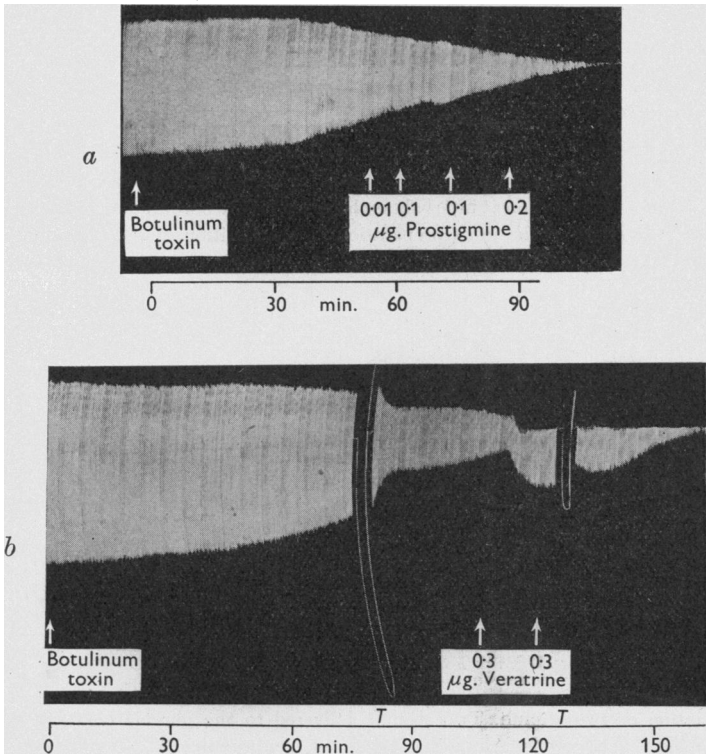 a
Botulinum
toxin
0·01 0·1 0·1 0·2
µg. Prostigmine
0 30 min. 60 90
b
Botulinum
toxin
0·3 0·3
µg. Veratrine
T T
0 30 60 min. 90 120 150